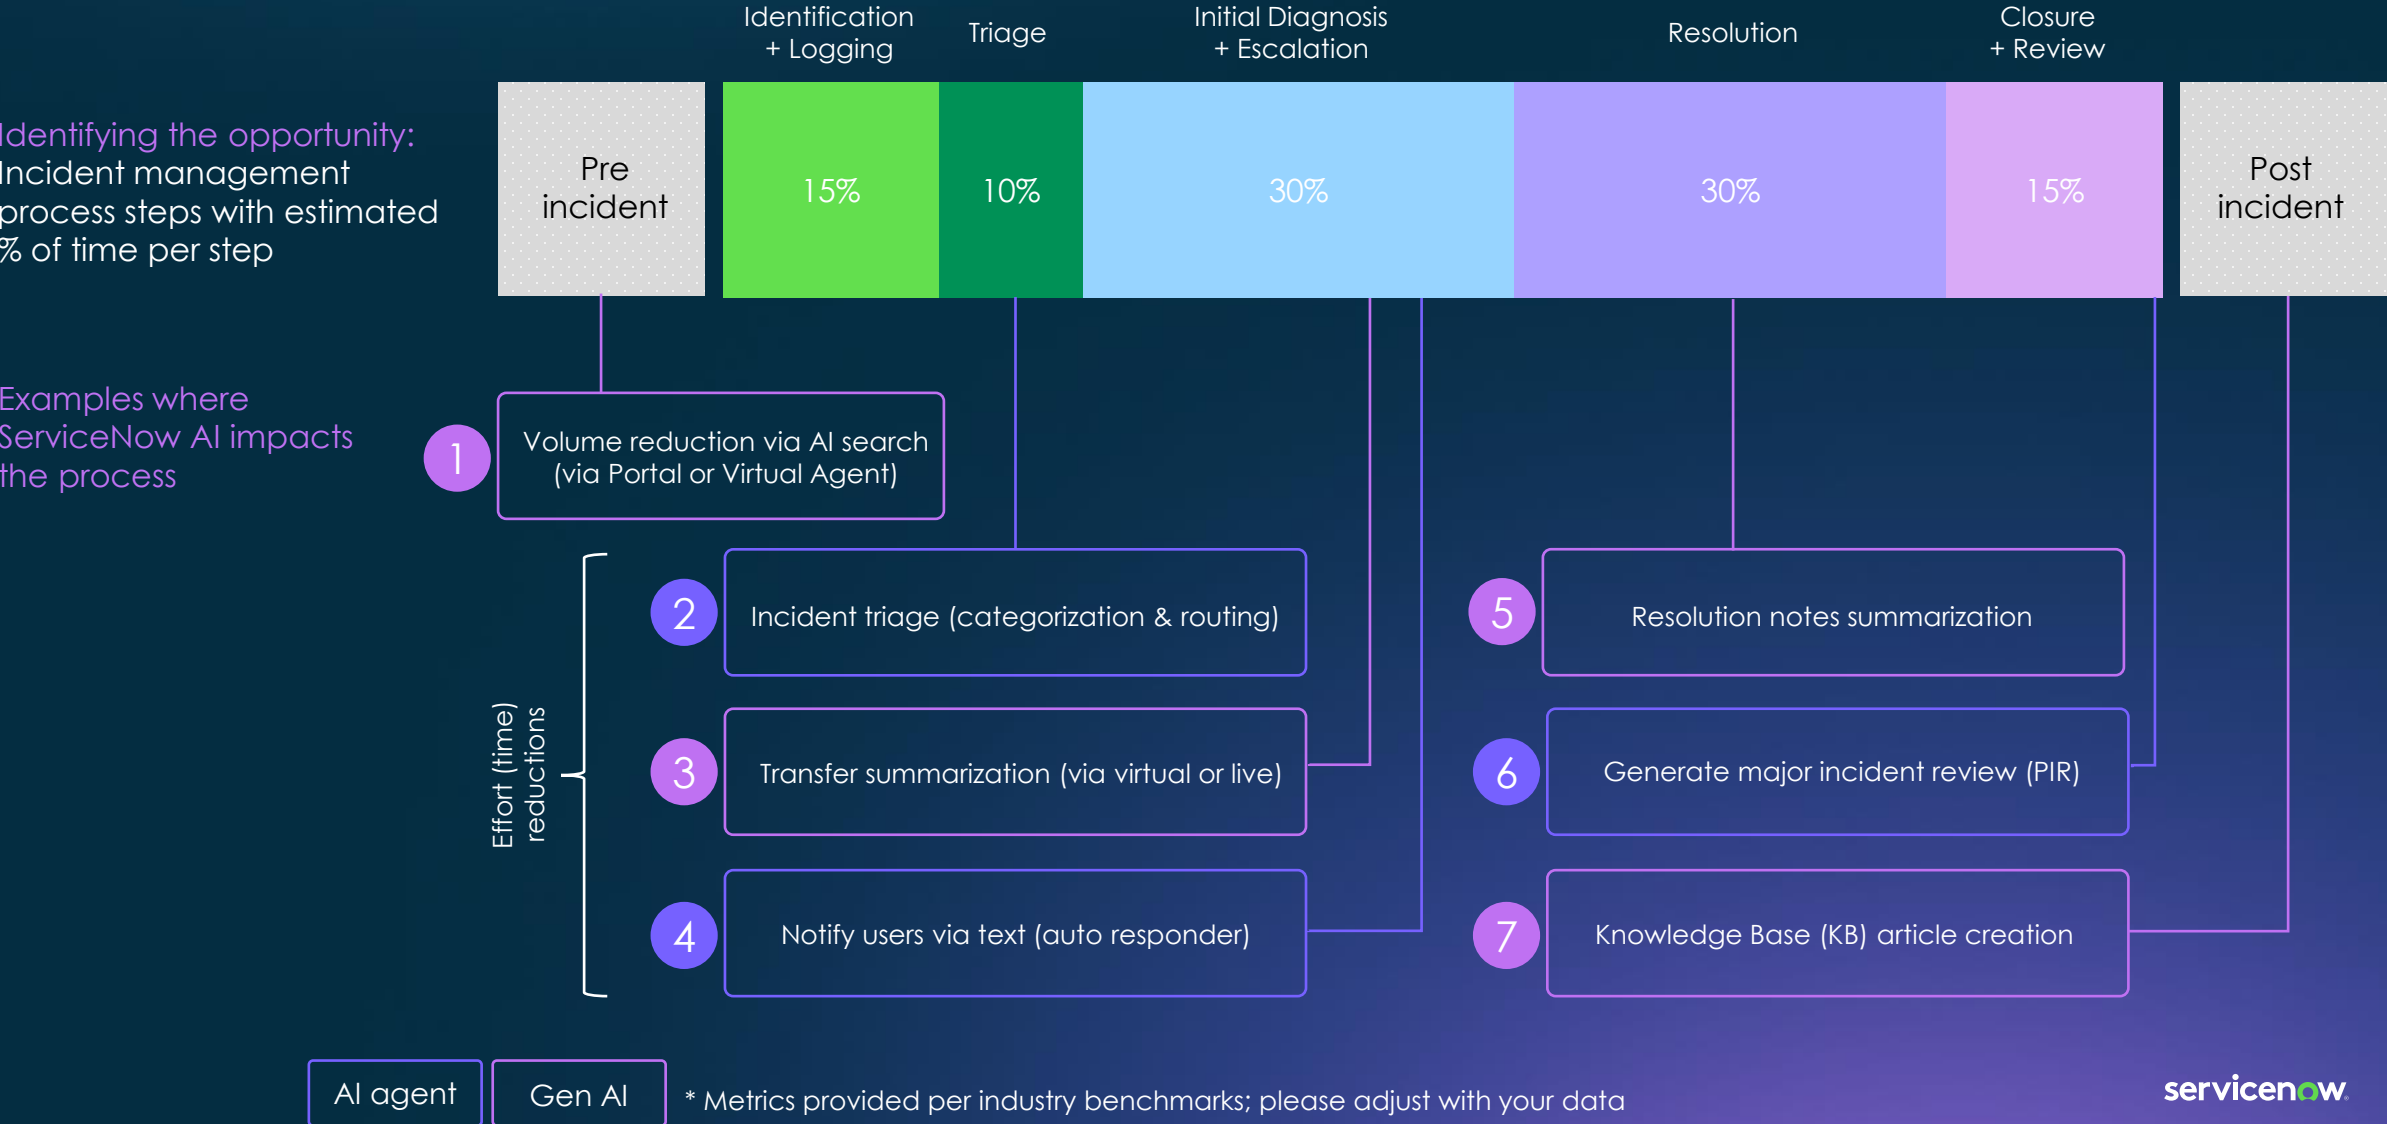 Identification
+ Logging
Triage
Initial Diagnosis
+ Escalation
Resolution
Closure
+ Review
Identifying the opportunity:
Incident management
process steps with estimated
% of time per step
Pre
incident
15%
10%
30%
30%
15%
Post
incident
Examples where
ServiceNow AI impacts
the process
1
Volume reduction via AI search
(via Portal or Virtual Agent)
Effort (time)
reductions
2
Incident triage (categorization & routing)
3
Transfer summarization (via virtual or live)
4
Notify users via text (auto responder)
5
Resolution notes summarization
6
Generate major incident review (PIR)
7
Knowledge Base (KB) article creation
AI agent
Gen AI
* Metrics provided per industry benchmarks; please adjust with your data
servicenow